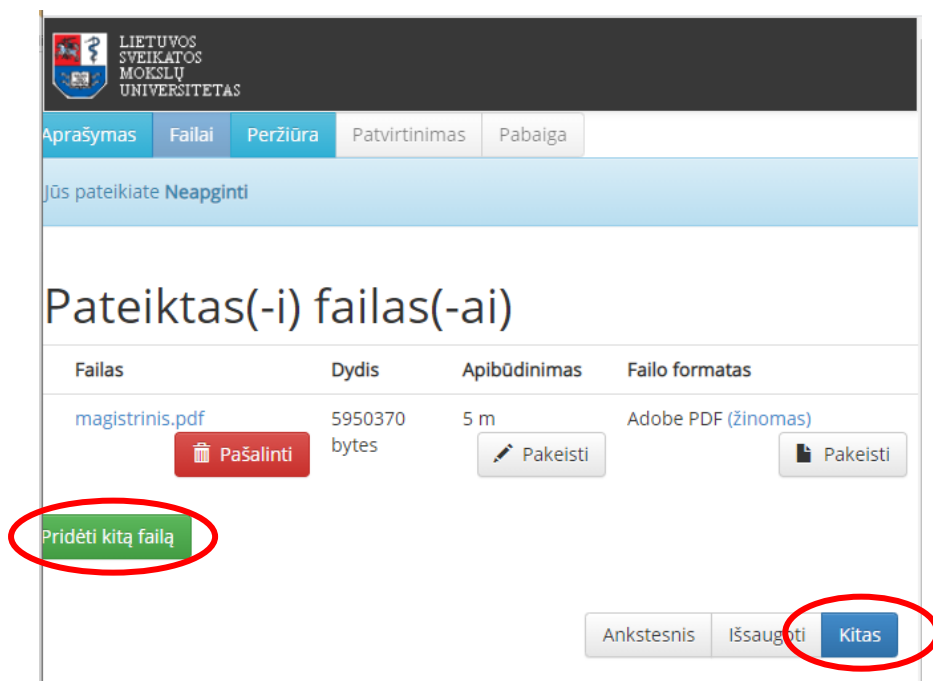 LIETUVOS
SVEIKATOS
MOKSLŲ
UNIVERSITETAS
Aprašymas Failai Peržiūra Patvirtinimas Pabaiga
Jūs pateikiate Neapginti
Pateiktas(-i) failas(-ai)
Failas Dydis Apibūdinimas Failo formatas
magistrinis.pdf 5950370 5 m Adobe PDF (žinomas)
Pašalinti bytes Pakeisti Pakeisti
Pridėti kitą failą
Ankstesnis Išsaugoti Kitas